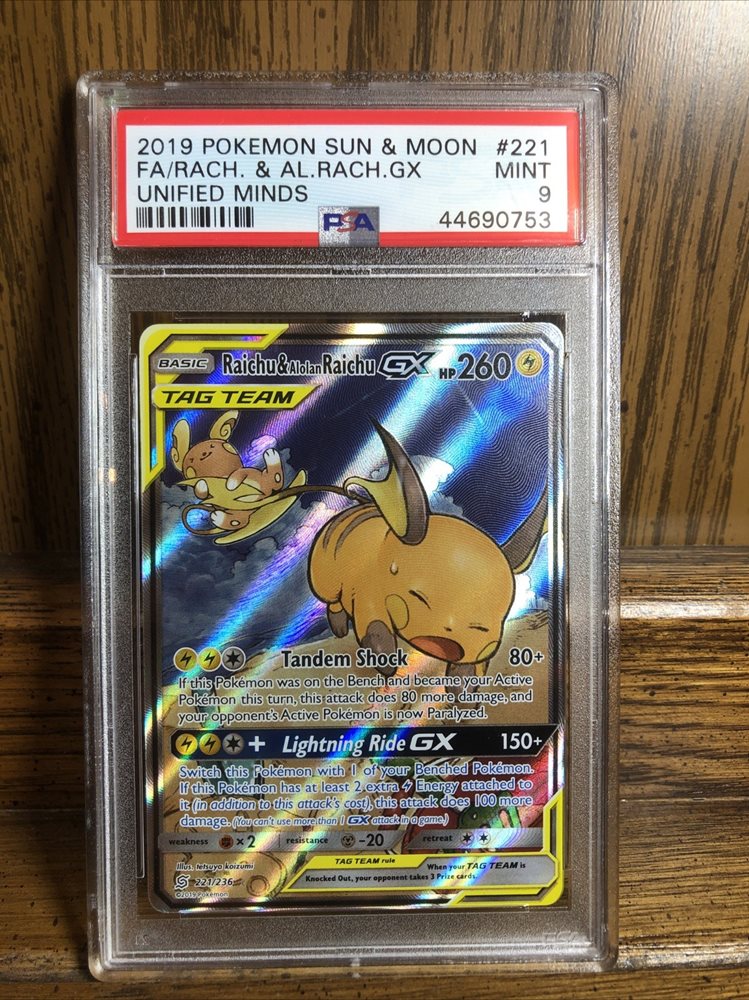 2019 POKEMON SUN & MOON #221
FA/RACH. & AL.RACH.GX MINT
UNIFIED MINDS 9
PSA 44690753
BASIC Raichu&AlolanRaichu GX HP260
TAG TEAM
Tandem Shock 80+
If this Pokémon was on the Bench and became your Active
Pokémon this turn, this attack does 80 more damage, and
your opponent's Active Pokémon is now Paralyzed.
+ Lightning Ride GX 150+
Switch this Pokémon with 1 of your Benched Pokémon.
If this Pokémon has at least 2 extra Energy attached to
it (in addition to this attack's cost), this attack does 100 more
damage. (You can't use more than 1 GX attack in a game.)
weakness ×2 resistance -20 retreat
Illus. tetsuya koizumi
TAG TEAM rule When your TAG TEAM is
221/236 Knocked Out, your opponent takes 3 Prize cards.
©2019 Pokémon